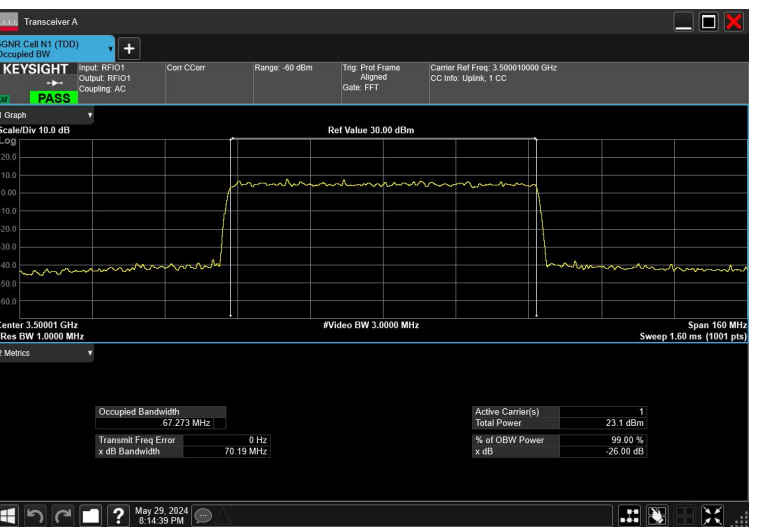 Transceiver A
5GNR Cell N1 (TDD)
Occupied BW
KEYSIGHT
PASS
Input: RFIO1
Output: RFIO1
Coupling: AC
Corr CCorr
Range: -60 dBm
Trig: Prot Frame
Aligned
Gate: FFT
Carrier Ref Freq: 3.500010000 GHz
CC Info: Uplink, 1 CC
1 Graph
Scale/Div 10.0 dB
Ref Value 30.00 dBm
Log
20.0
10.0
0.00
-10.0
-20.0
-30.0
-40.0
-50.0
-60.0
Center 3.50001 GHz
#Video BW 3.0000 MHz
Span 160 MHz
#Res BW 1.0000 MHz
Sweep 1.60 ms (1001 pts)
2 Metrics
Occupied Bandwidth
67.273 MHz
Transmit Freq Error 0 Hz
x dB Bandwidth 70.19 MHz
Active Carrier(s) 1
Total Power 23.1 dBm
% of OBW Power 99.00 %
x dB -26.00 dB
?
May 29, 2024
8:14:39 PM